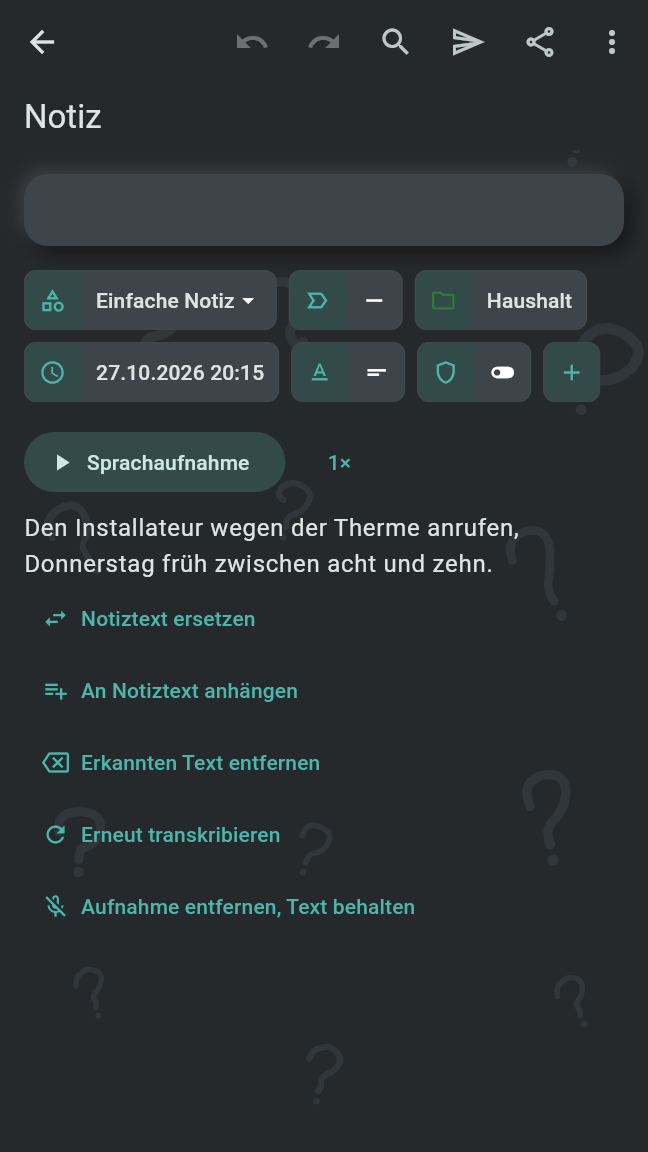 Notiz
Einfache Notiz
Haushalt
27.10.2026 20:15
Sprachaufnahme
1×
Den Installateur wegen der Therme anrufen,
Donnerstag früh zwischen acht und zehn.
Notiztext ersetzen
An Notiztext anhängen
Erkannten Text entfernen
Erneut transkribieren
Aufnahme entfernen, Text behalten